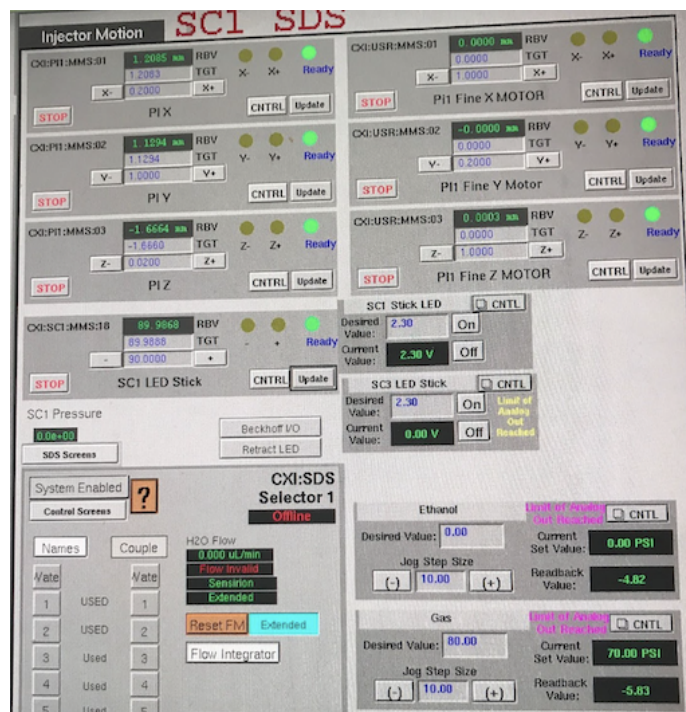 SC1 SDS
Injector Motion
CXI:PI1:MMS:01
1.2085 mm RBV
1.2083 TGT
X- X+ Ready
X- 0.2000 X+
STOP
PI X
CNTRL Update
CXI:USR:MMS:01
0.0000 mm RBV
0.0000 TGT
X- X+ Ready
X- 1.0000 X+
STOP
Pi1 Fine X MOTOR
CNTRL Update
CXI:PI1:MMS:02
1.1294 mm RBV
1.1294 TGT
Y- Y+ Ready
Y- 1.0000 Y+
STOP
PI Y
CNTRL Update
CXI:USR:MMS:02
-0.0000 mm RBV
0.0000 TGT
Y- Y+ Ready
Y- 0.2000 Y+
STOP
PI1 Fine Y Motor
CNTRL Update
CXI:PI1:MMS:03
-1.6664 mm RBV
-1.6660 TGT
Z- Z+ Ready
Z- 0.0200 Z+
STOP
PI Z
CNTRL Update
CXI:USR:MMS:03
0.0003 mm RBV
0.0000 TGT
Z- Z+ Ready
Z- 1.0000 Z+
STOP
PI1 Fine Z MOTOR
CNTRL Update
CXI:SC1:MMS:18
89.9868 RBV
89.9888 TGT
- + Ready
- 90.0000 +
STOP
SC1 LED Stick
CNTRL Update
SC1 Stick LED
CNTL
Desired Value: 2.30 On
Current Value: 2.30 V Off
SC3 LED Stick
CNTL
Desired Value: 2.30 On
Current Value: 0.00 V Off
Limit of
Analog
Out
Reached
SC1 Pressure
0.0e+00
SDS Screens
Beckhoff I/O
Retract LED
System Enabled
?
Control Screens
CXI:SDS
Selector 1
Offline
Names Couple
H2O Flow
0.000 uL/min
Flow Invalid
Sensirion
Extended
Reset FM Extended
Flow Integrator
Wate Wate
1 USED 1
2 USED 2
3 Used 3
4 Used 4
5 Used 5
Ethanol
Limit of Analog
Out Reached
CNTL
Desired Value: 0.00
Current
Set Value: 0.00 PSI
Jog Step Size
(-) 10.00 (+)
Readback
Value: -4.82
Gas
Limit of Analog
Out Reached
CNTL
Desired Value: 80.00
Current
Set Value: 70.00 PSI
Jog Step Size
(-) 10.00 (+)
Readback
Value: -5.83